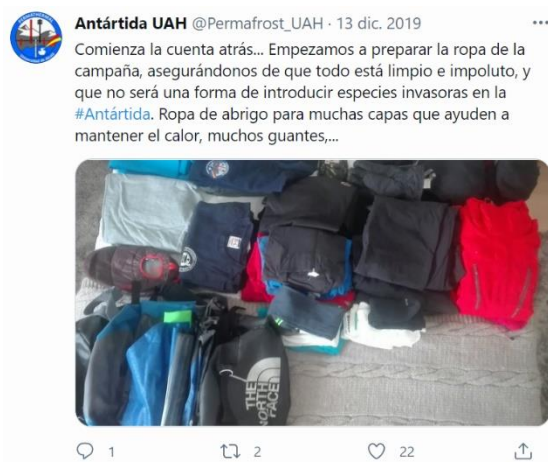 Antártida UAH @Permafrost_UAH · 13 dic. 2019
Comienza la cuenta atrás... Empezamos a preparar la ropa de la
campaña, asegurándonos de que todo está limpio e impoluto, y
que no será una forma de introducir especies invasoras en la
#Antártida. Ropa de abrigo para muchas capas que ayuden a
mantener el calor, muchos guantes,...
THE
NORTH
FACE
1 2 22